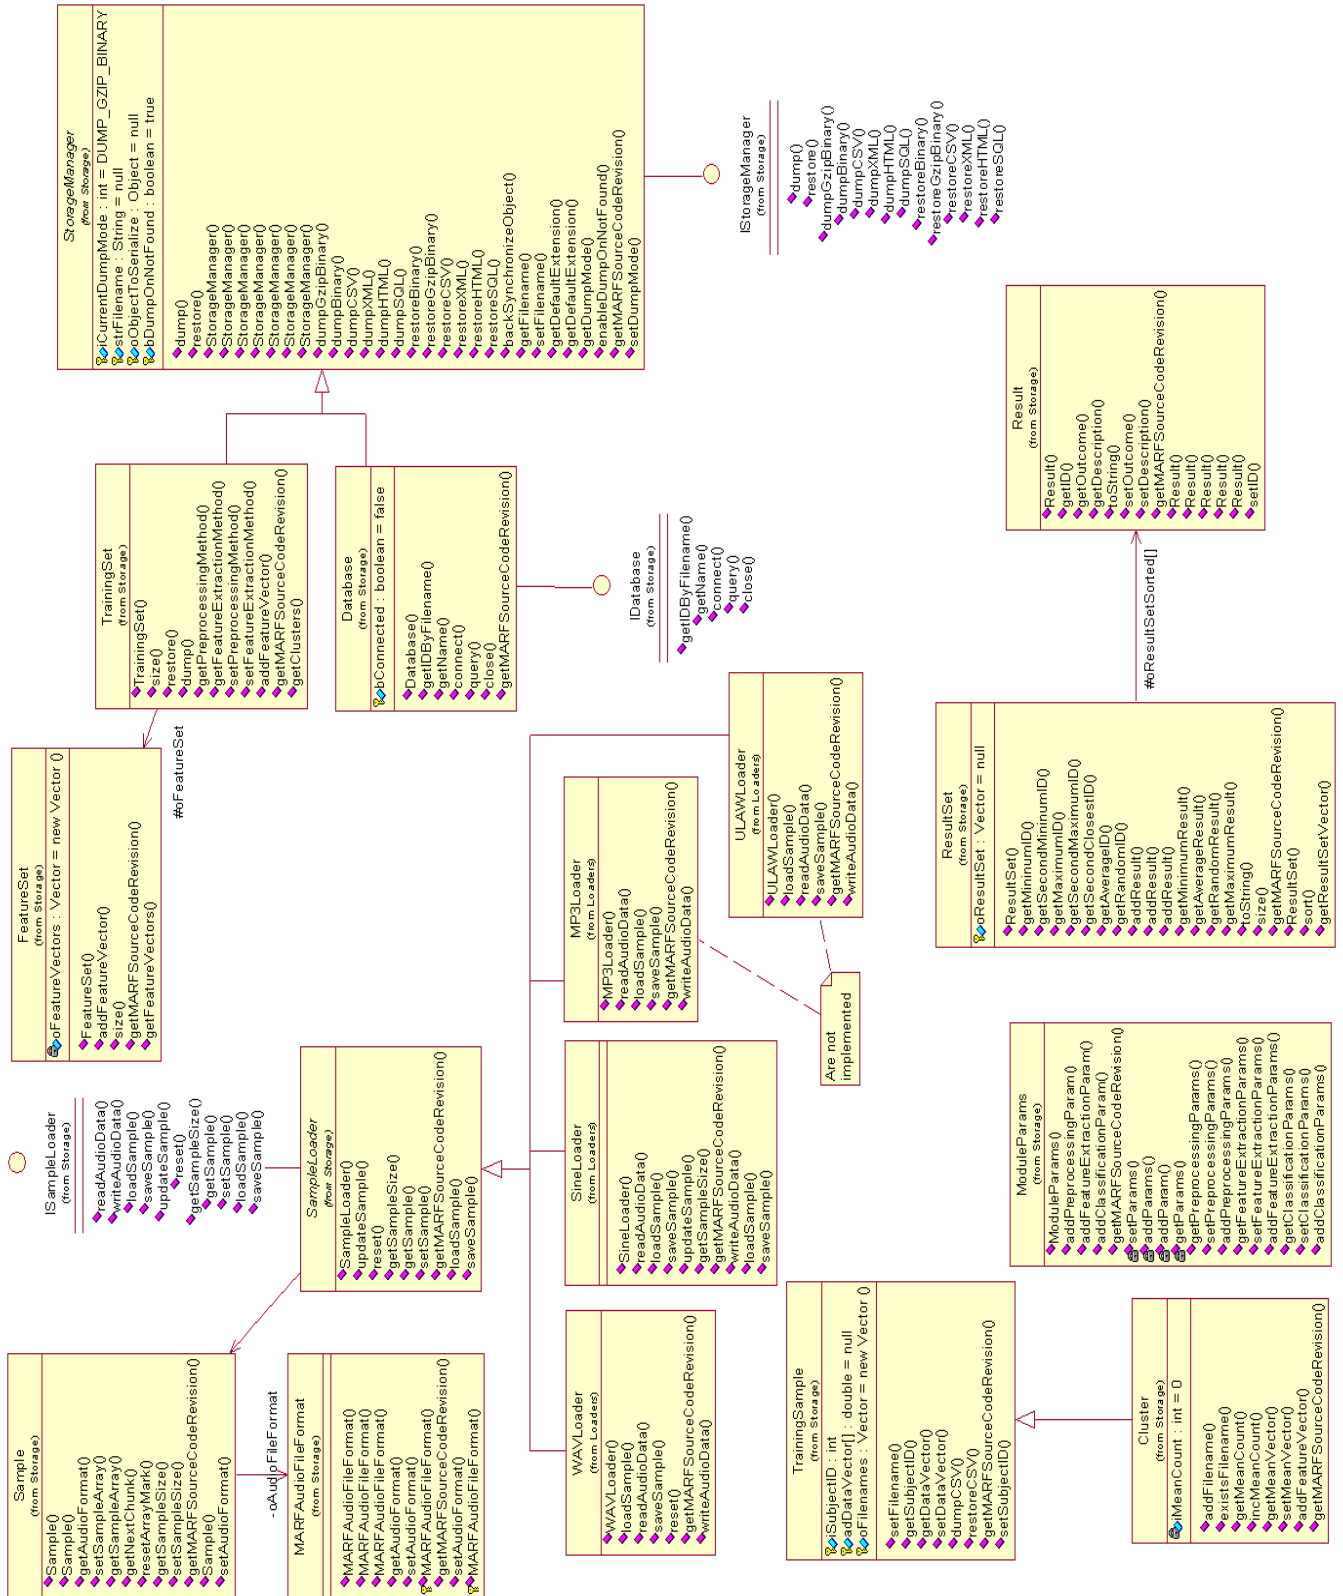 StorageManager
(from Storage)
iCurrentDumpMode : int = DUMP_GZIP_BINARY
strFilename : String = null
oObjectToSerialize : Object = null
bDumpOnNotFound : boolean = true
dump()
restore()
StorageManager()
StorageManager()
StorageManager()
StorageManager()
StorageManager()
StorageManager()
StorageManager()
dumpGzipBinary()
dumpBinary()
dumpCSV()
dumpXML()
dumpHTML()
dumpSQL()
restoreBinary()
restoreGzipBinary()
restoreCSV()
restoreXML()
restoreHTML()
restoreSQL()
backSynchronizeObject()
getFilename()
setFilename()
getDefaultExtension()
getDefaultExtension()
getDumpMode()
enableDumpOnNotFound()
getMARFSourceCodeRevision()
setDumpMode()
IStorageManager
(from Storage)
dump()
restore()
dumpGzipBinary()
dumpBinary()
dumpCSV()
dumpXML()
dumpHTML()
dumpSQL()
restoreBinary()
restoreGzipBinary()
restoreCSV()
restoreXML()
restoreHTML()
restoreSQL()
TrainingSet
(from Storage)
TrainingSet()
size()
restore()
dump()
getPreprocessingMethod()
getFeatureExtractionMethod()
setPreprocessingMethod()
setFeatureExtractionMethod()
addFeatureVector()
getMARFSourceCodeRevision()
getClusters()
Database
(from Storage)
bConnected : boolean = false
Database()
getIDByFilename()
getName()
connect()
query()
close()
getMARFSourceCodeRevision()
IDatabase
(from Storage)
getIDByFilename()
getName()
connect()
query()
close()
Result
(from Storage)
Result()
getID()
getOutcome()
getDescription()
toString()
setOutcome()
setDescription()
getMARFSourceCodeRevision()
Result()
Result()
Result()
Result()
Result()
setID()
#oResultSetSorted[]
#oFeatureSet
FeatureSet
(from Storage)
oFeatureVectors : Vector = new Vector ()
FeatureSet()
addFeatureVector()
size()
getMARFSourceCodeRevision()
getFeatureVectors()
MP3Loader
(from Loaders)
MP3Loader()
readAudioData()
loadSample()
saveSample()
getMARFSourceCodeRevision()
writeAudioData()
ULAWLoader
(from Loaders)
ULAWLoader()
loadSample()
readAudioData()
saveSample()
getMARFSourceCodeRevision()
writeAudioData()
Are not
implemented
ResultSet
(from Storage)
oResultSet : Vector = null
ResultSet()
getMinimumID()
getSecondMinimumID()
getMaximumID()
getSecondMaximumID()
getSecondClosestID()
getAverageID()
getRandomID()
addResult()
addResult()
addResult()
getMinimumResult()
getAverageResult()
getRandomResult()
getMaximumResult()
toString()
size()
getMARFSourceCodeRevision()
ResultSet()
sort()
getResultSetVector()
ISampleLoader
(from Storage)
readAudioData()
writeAudioData()
loadSample()
saveSample()
updateSample()
reset()
getSampleSize()
getSample()
setSample()
loadSample()
saveSample()
SampleLoader
(from Storage)
SampleLoader()
updateSample()
reset()
getSampleSize()
getSample()
setSample()
getMARFSourceCodeRevision()
loadSample()
saveSample()
SineLoader
(from Loaders)
SineLoader()
readAudioData()
loadSample()
saveSample()
updateSample()
getSampleSize()
getMARFSourceCodeRevision()
writeAudioData()
loadSample()
saveSample()
ModuleParams
(from Storage)
ModuleParams()
addPreprocessingParam()
addFeatureExtractionParam()
addClassificationParam()
getMARFSourceCodeRevision()
setParams()
addParams()
addParam()
getParams()
getPreprocessingParams()
setPreprocessingParams()
addPreprocessingParams()
getFeatureExtractionParams()
setFeatureExtractionParams()
addFeatureExtractionParams()
getClassificationParams()
setClassificationParams()
addClassificationParams()
Sample
(from Storage)
Sample()
Sample()
getAudioFormat()
setSampleArray()
getSampleArray()
getNextChunk()
resetArrayMark()
getSampleSize()
setSampleSize()
getMARFSourceCodeRevision()
Sample()
setAudioFormat()
-oAudioFileFormat
MARFAudioFileFormat
(from Storage)
MARFAudioFileFormat()
MARFAudioFileFormat()
MARFAudioFileFormat()
getAudioFormat()
setAudioFormat()
MARFAudioFileFormat()
getMARFSourceCodeRevision()
setAudioFormat()
MARFAudioFileFormat()
WAVLoader
(from Loaders)
WAVLoader()
loadSample()
readAudioData()
saveSample()
reset()
getMARFSourceCodeRevision()
writeAudioData()
TrainingSample
(from Storage)
iSubjectID : int
adDataVector[] : double = null
oFilenames : Vector = new Vector ()
setFilename()
getSubjectID()
getDataVector()
setDataVector()
dumpCSV()
restoreCSV()
getMARFSourceCodeRevision()
setSubjectID()
Cluster
(from Storage)
iMeanCount : int = 0
addFilename()
existsFilename()
getMeanCount()
incMeanCount()
getMeanVector()
setMeanVector()
addFeatureVector()
getMARFSourceCodeRevision()